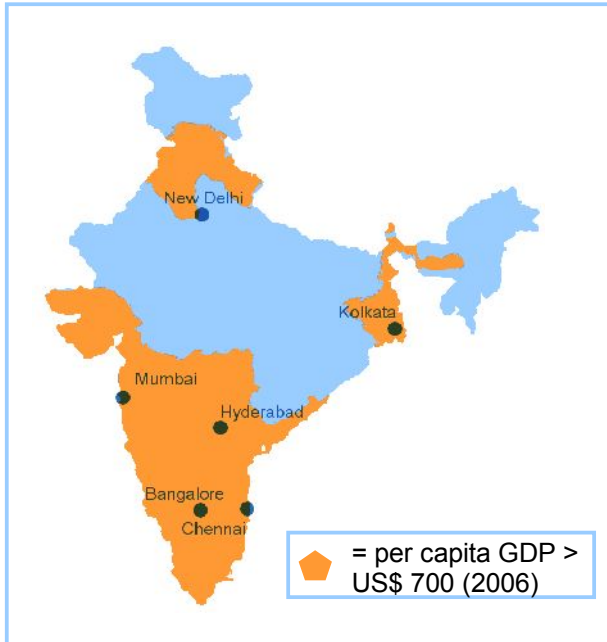 New Delhi
Kolkata
Mumbai
Hyderabad
Bangalore
Chennai
= per capita GDP >
US$ 700 (2006)